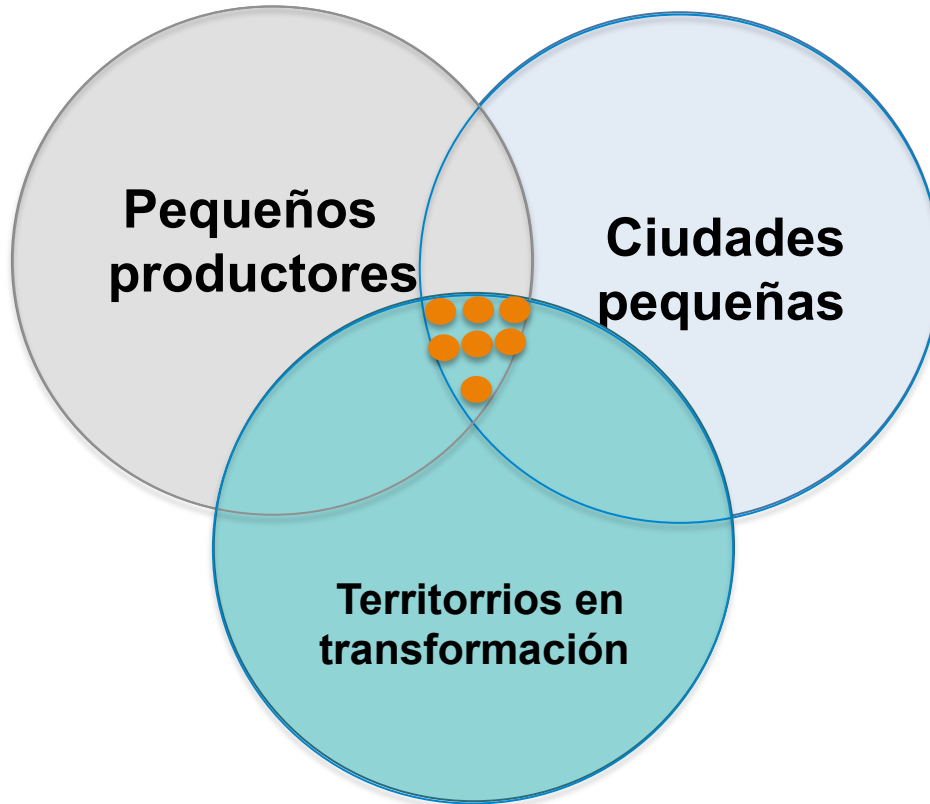 Pequeños
productores
Ciudades
pequeñas
Territorrios en
transformación